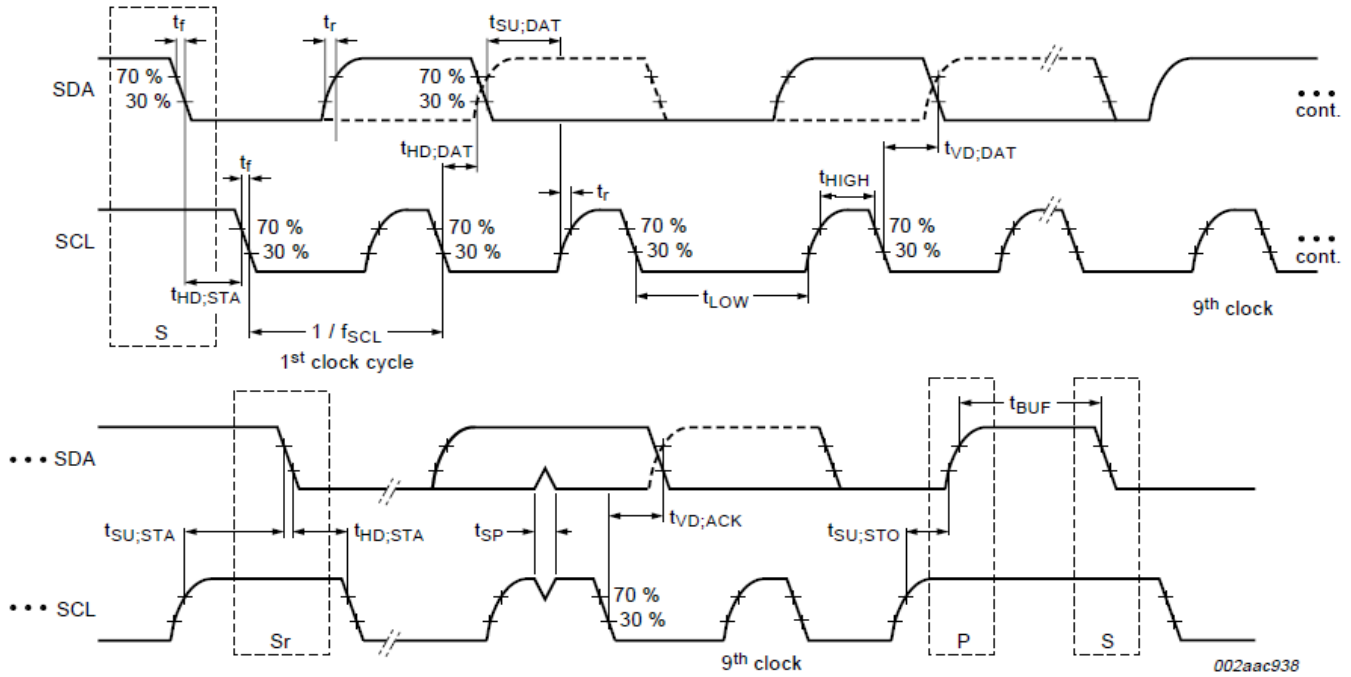 tf
tr
tSU;DAT
SDA
70 %
30 %
70 %
30 %
cont.
tHD;DAT
tVD;DAT
tf
tr
tHIGH
SCL
70 %
30 %
70 %
30 %
70 %
30 %
70 %
30 %
cont.
tHD;STA
tLOW
S
1 / fSCL
1st clock cycle
9th clock
tBUF
••• SDA
tSU;STA
tHD;STA
tSP
tVD;ACK
tSU;STO
••• SCL
70 %
30 %
Sr
9th clock
P
S
002aac938